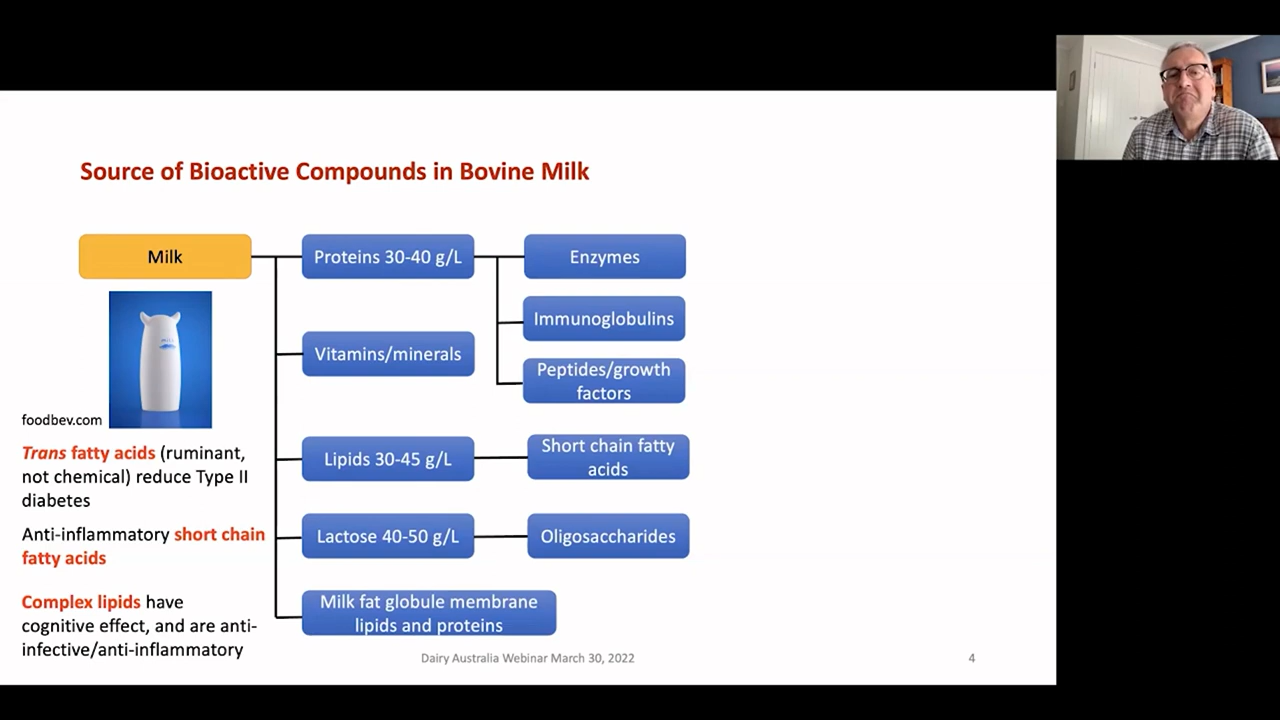 Source of Bioactive Compounds in Bovine Milk
Milk
Proteins 30-40 g/L
Enzymes
Immunoglobulins
Peptides/growth
factors
Vitamins/minerals
Lipids 30-45 g/L
Short chain fatty
acids
Lactose 40-50 g/L
Oligosaccharides
Milk fat globule membrane
lipids and proteins
foodbev.com
Trans fatty acids (ruminant,
not chemical) reduce Type II
diabetes
Anti-inflammatory short chain
fatty acids
Complex lipids have
cognitive effect, and are anti-
infective/anti-inflammatory
Dairy Australia Webinar March 30, 2022
4